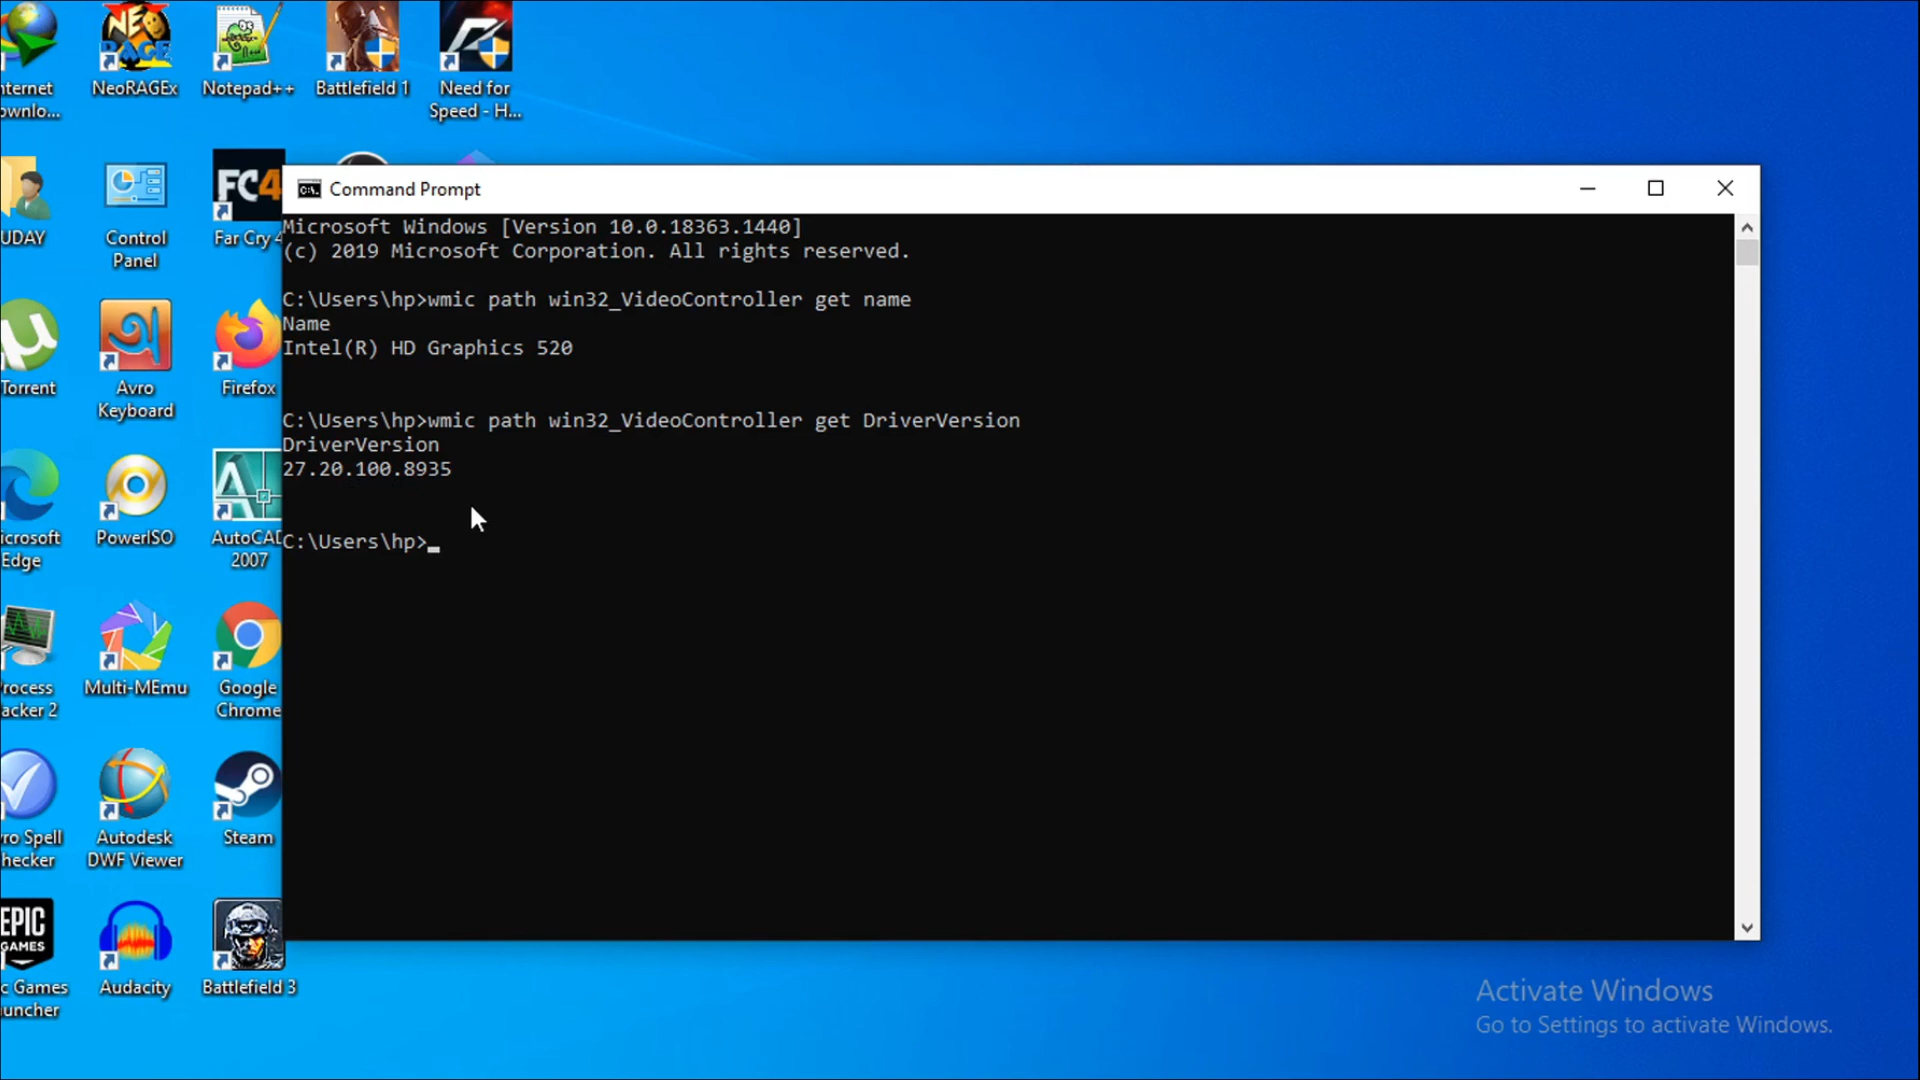 nternet
ownlo...
NeoRAGEx
Notepad++
Battlefield 1
Need for
Speed - H...
UDAY
Control
Panel
FC4
Far Cry 4
Torrent
Avro
Keyboard
Firefox
icrosoft
Edge
PowerISO
AutoCAD
2007
rocess
acker 2
Multi-MEmu
Google
Chrome
ro Spell
hecker
Autodesk
DWF Viewer
Steam
EPIC
GAMES
c Games
uncher
Audacity
Battlefield 3
Command Prompt
Microsoft Windows [Version 10.0.18363.1440]
(c) 2019 Microsoft Corporation. All rights reserved.
C:\Users\hp>wmic path win32_VideoController get name
Name
Intel(R) HD Graphics 520
C:\Users\hp>wmic path win32_VideoController get DriverVersion
DriverVersion
27.20.100.8935
C:\Users\hp>
Activate Windows
Go to Settings to activate Windows.